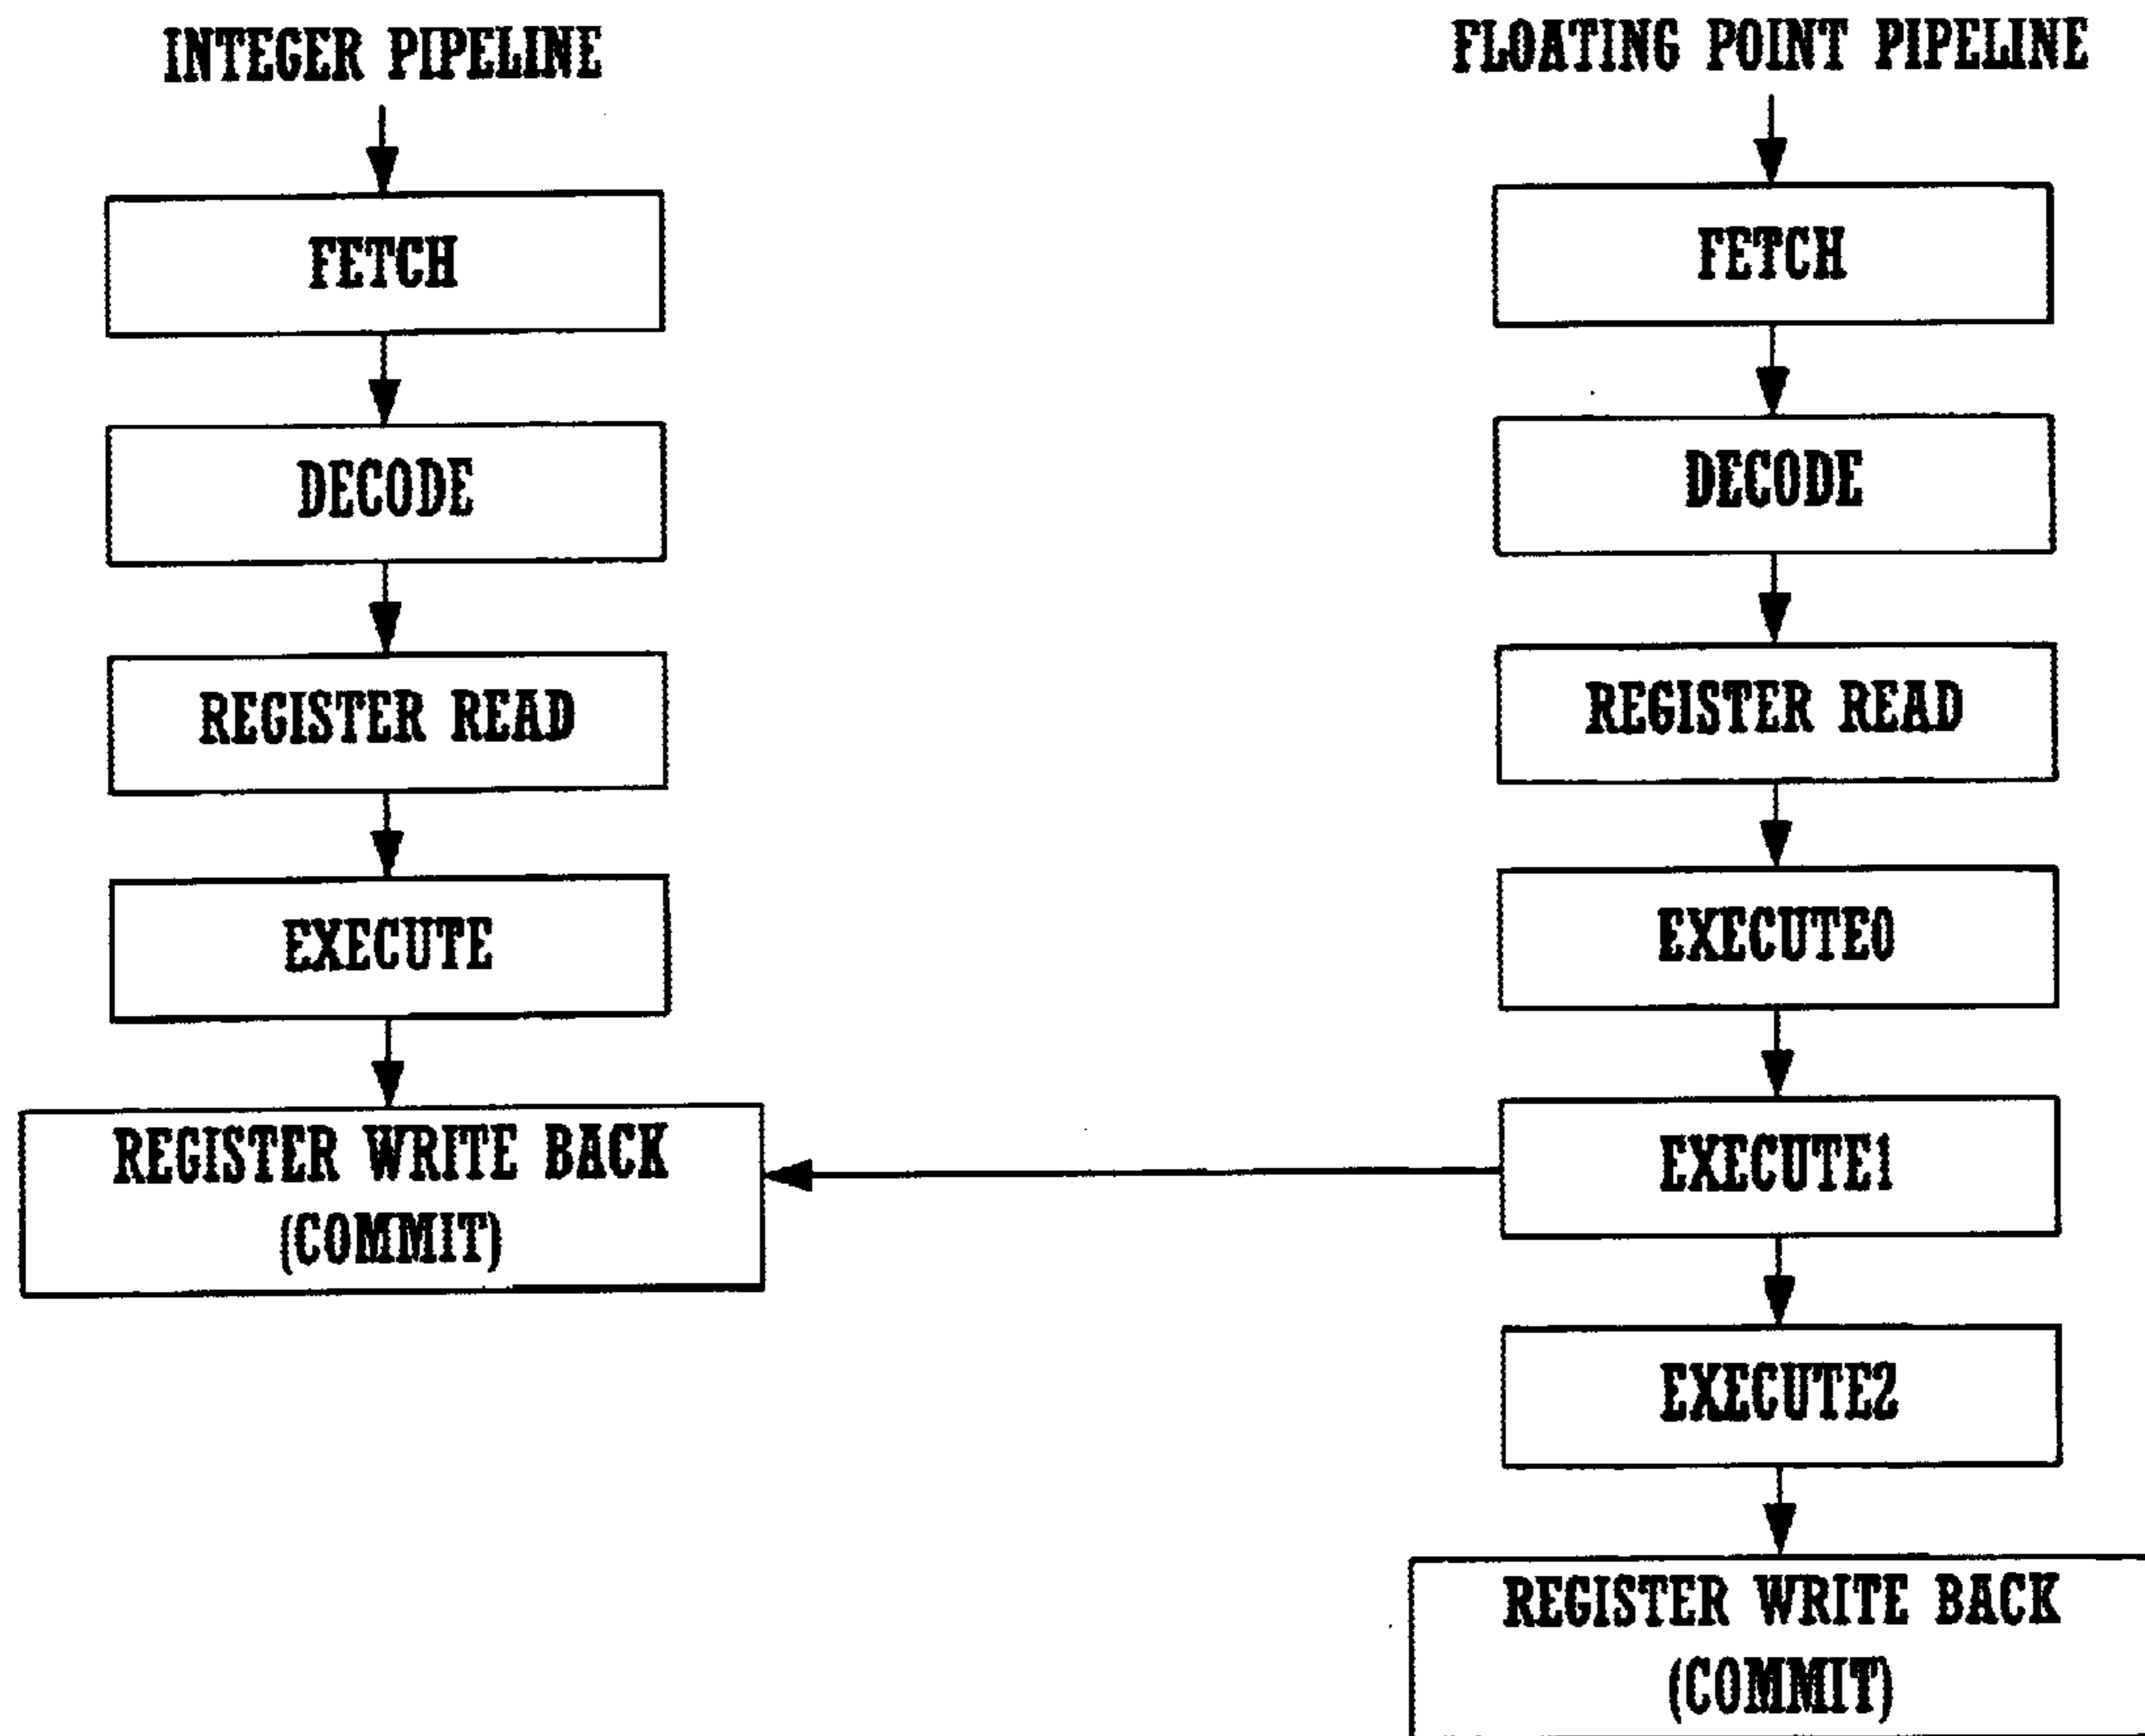 INTEGER PIPELINE
FETCH
DECODE
REGISTER READ
EXECUTE
REGISTER WRITE BACK
(COMMIT)
FLOATING POINT PIPELINE
FETCH
DECODE
REGISTER READ
EXECUTE0
EXECUTE1
EXECUTE2
REGISTER WRITE BACK
(COMMIT)